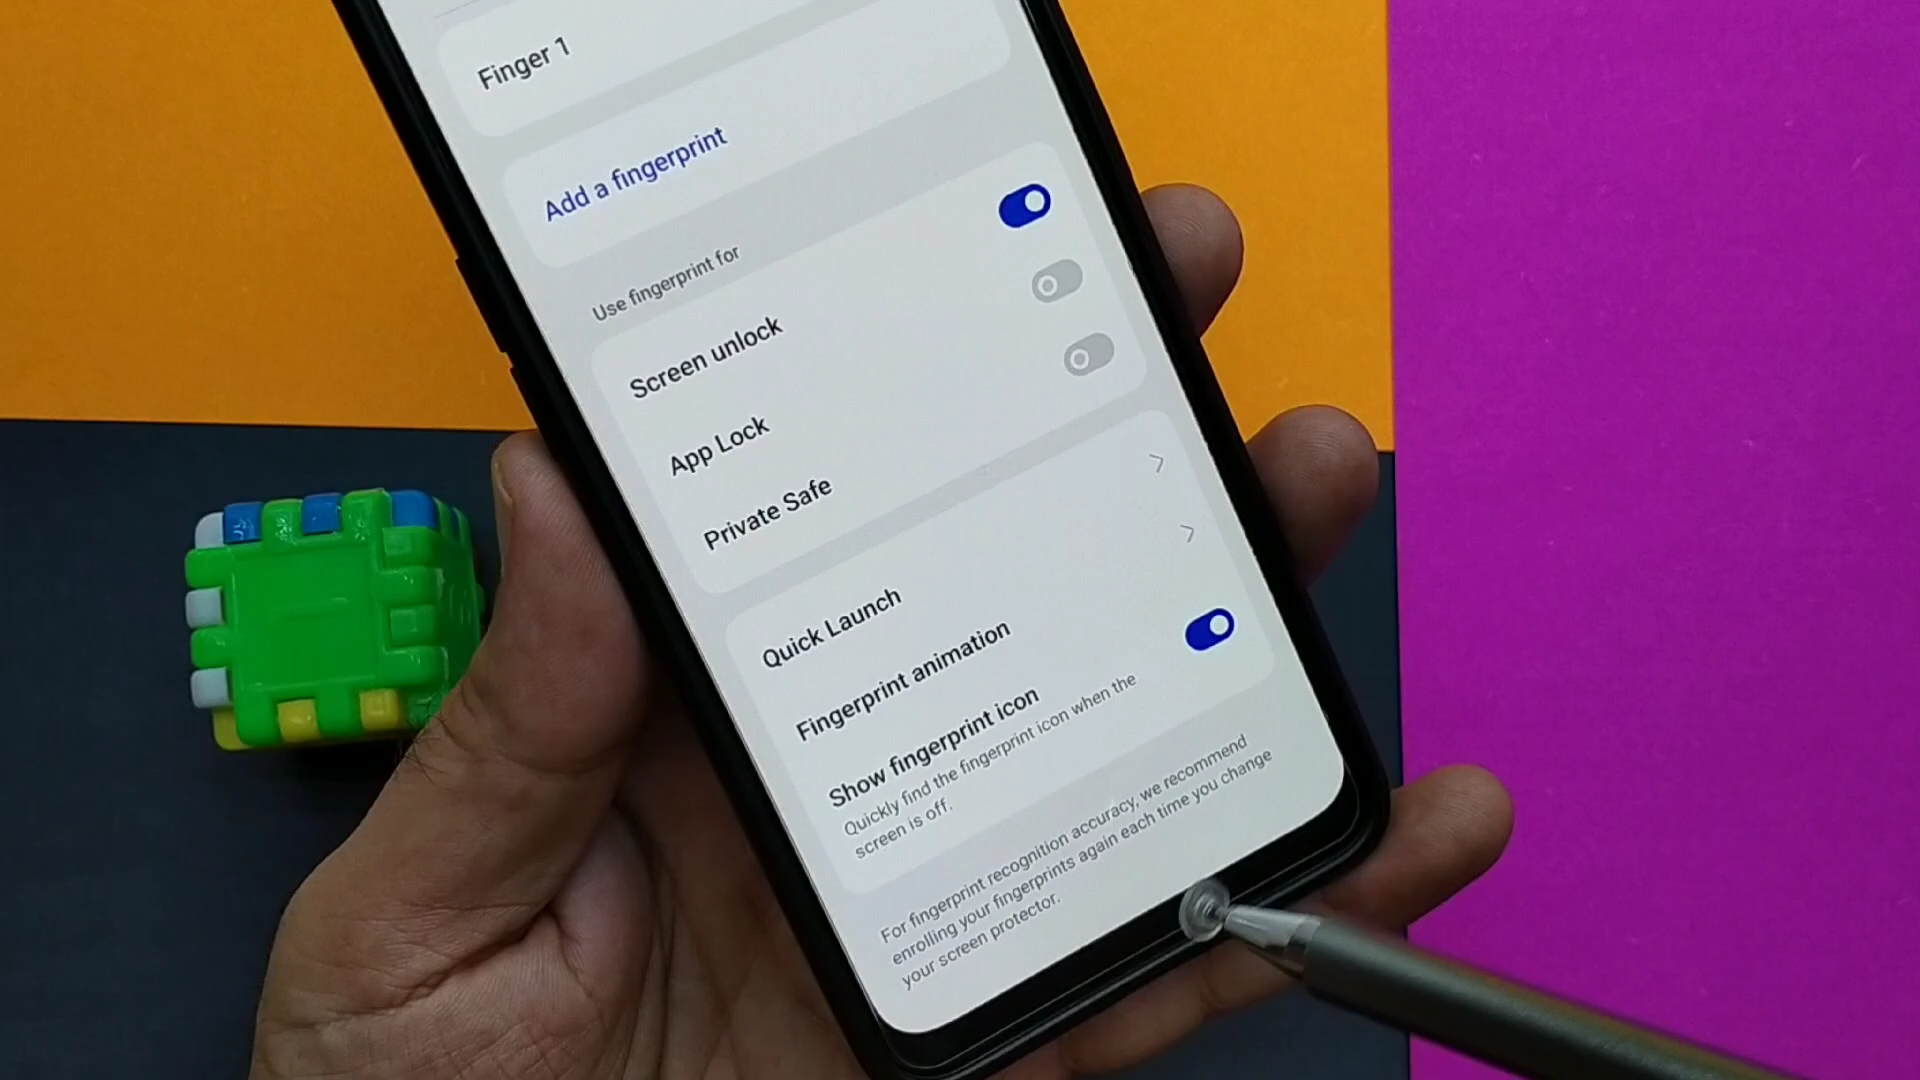 Finger 1
Add a fingerprint
Use fingerprint for
Screen unlock
App Lock
Private Safe
Quick Launch
Fingerprint animation
Show fingerprint icon
Quickly find the fingerprint icon when the
screen is off.
For fingerprint recognition accuracy, we recommend
enrolling your fingerprints again each time you change
your screen protector.